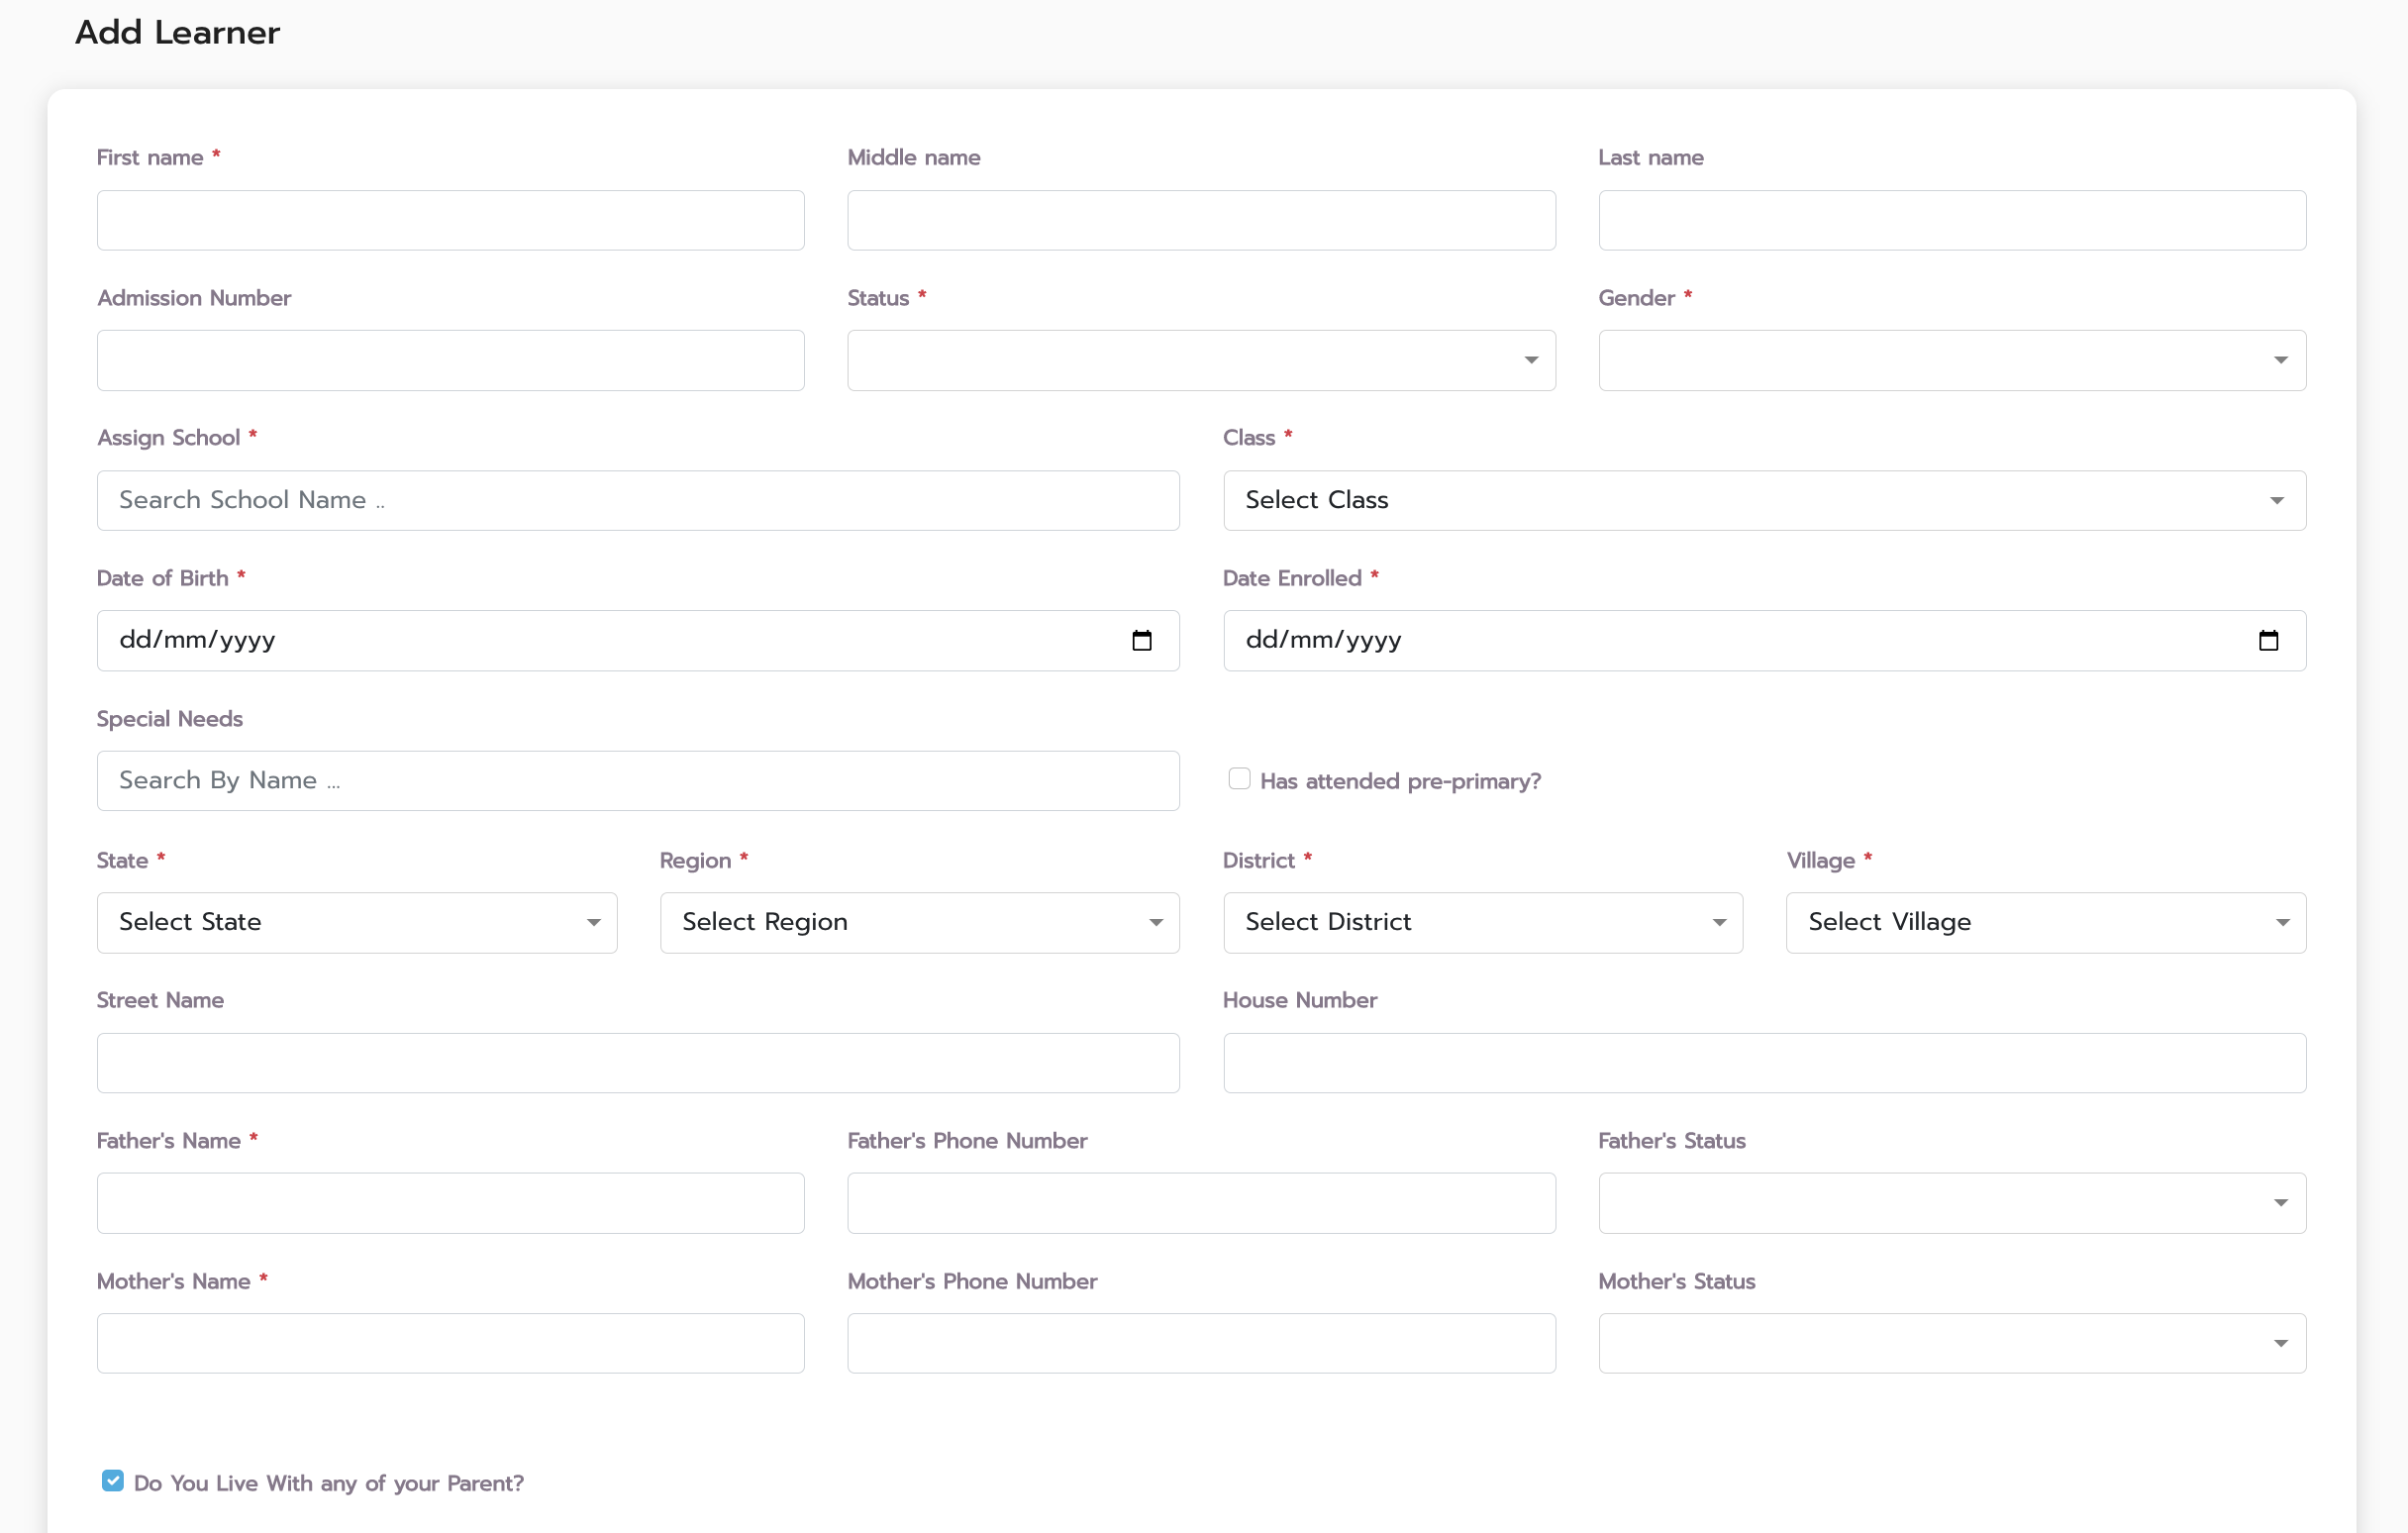 Add Learner
First name *
Middle name
Last name
Admission Number
Status *
Gender *
Assign School *
Class *
Search School Name ..
Select Class
Date of Birth *
Date Enrolled *
dd/mm/yyyy
dd/mm/yyyy
Special Needs
Search By Name ...
Has attended pre-primary?
State *
Region *
District *
Village *
Select State
Select Region
Select District
Select Village
Street Name
House Number
Father's Name *
Father's Phone Number
Father's Status
Mother's Name *
Mother's Phone Number
Mother's Status
Do You Live With any of your Parent?